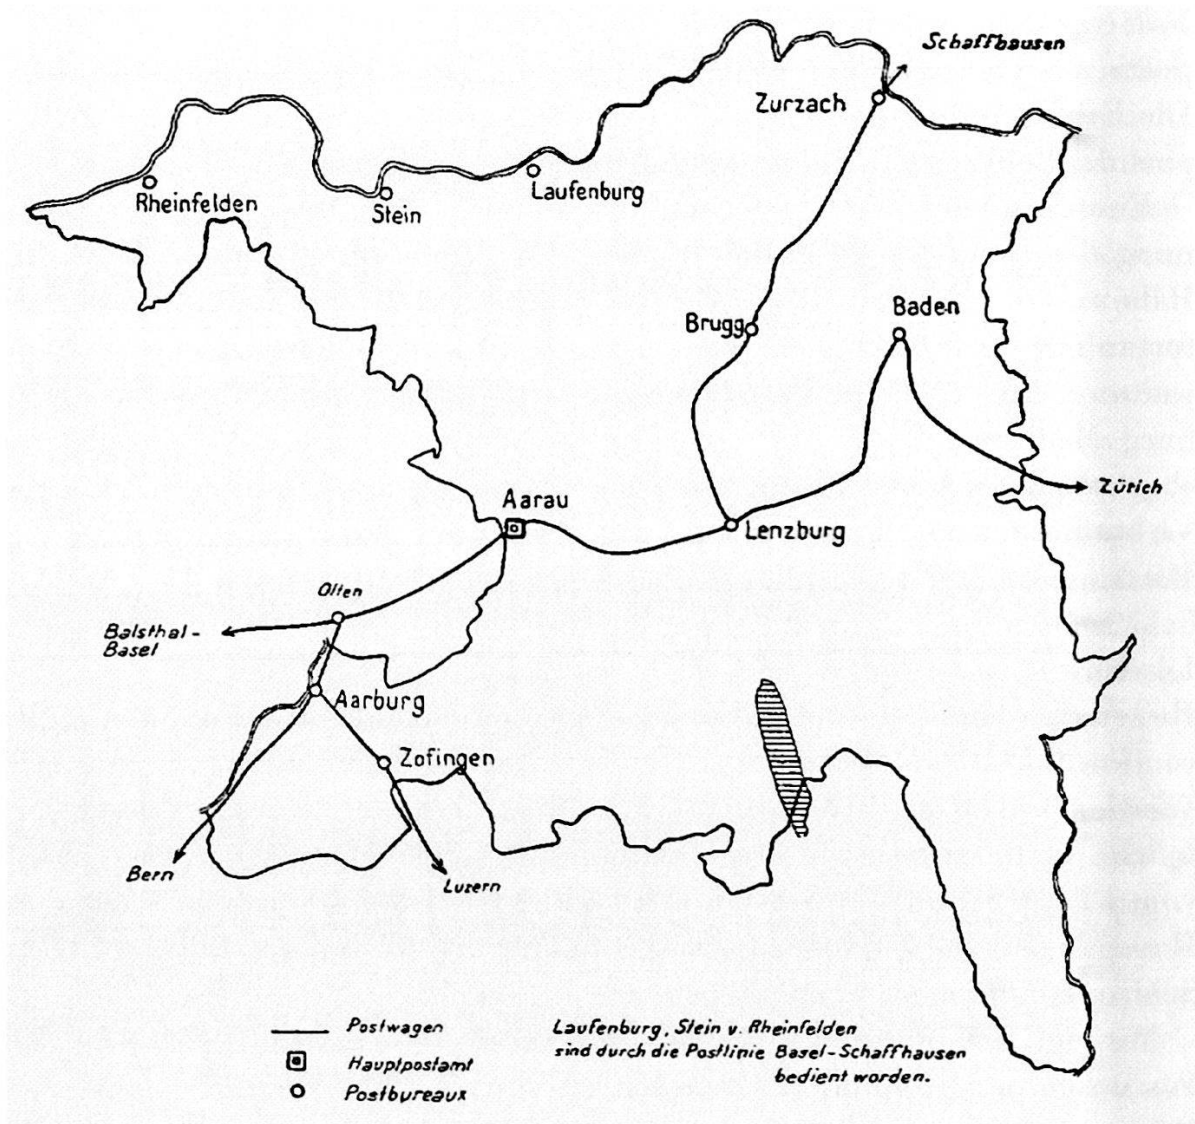 Schaffhausen
Zurzach
Rheinfelden
Stein
Laufenburg
Brugg
Baden
Zürich
Aarau
Lenzburg
Olten
Balsthal-
Basel
Aarburg
Zofingen
Bern
Luzern
Postwagen
Hauptpostamt
Postbureaux
Laufenburg, Stein v. Rheinfelden
sind durch die Postlinie Basel-Schaffhausen
bedient worden.